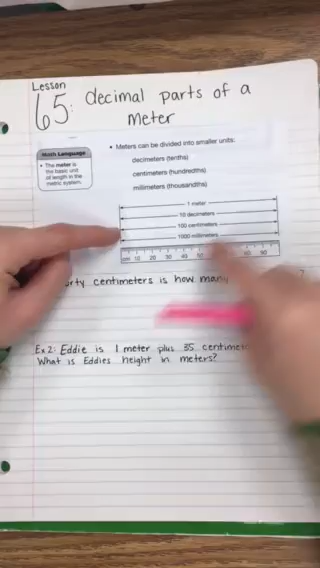 Lesson
65: decimal parts of a
meter
Math Language
• The meter is
the basic unit
of length in the
metric system.
• Meters can be divided into smaller units:
decimeters (tenths)
centimeters (hundredths)
millimeters (thousandths)
1 meter
10 decimeters
100 centimeters
1000 millimeters
cm 10 20 30 40 90
centimeters is how many ?
Ex 2: Eddie is 1 meter plus 35
What is Eddies height in meters?